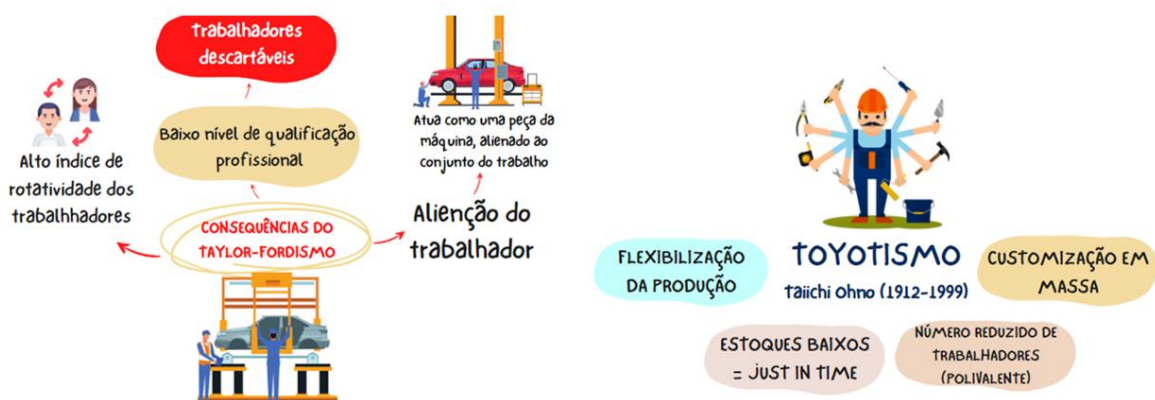 trabalhadores
descartáveis
Baixo nível de qualificação
profissional
Alto índice de
rotatividade dos
trabalhhadores
CONSEQUÊNCIAS DO
TAYLOR-FORDISMO
Atua como uma peça da
máquina, alienado ao
conjunto do trabalho
Alienção do
trabalhador
FLEXIBILIZAÇÃO
DA PRODUÇÃO
TOYOTISMO
Taiichi Ohno (1912-1999)
CUSTOMIZAÇÃO EM
MASSA
ESTOQUES BAIXOS
= JUST IN TIME
NÚMERO REDUZIDO DE
TRABALHADORES
(POLIVALENTE)